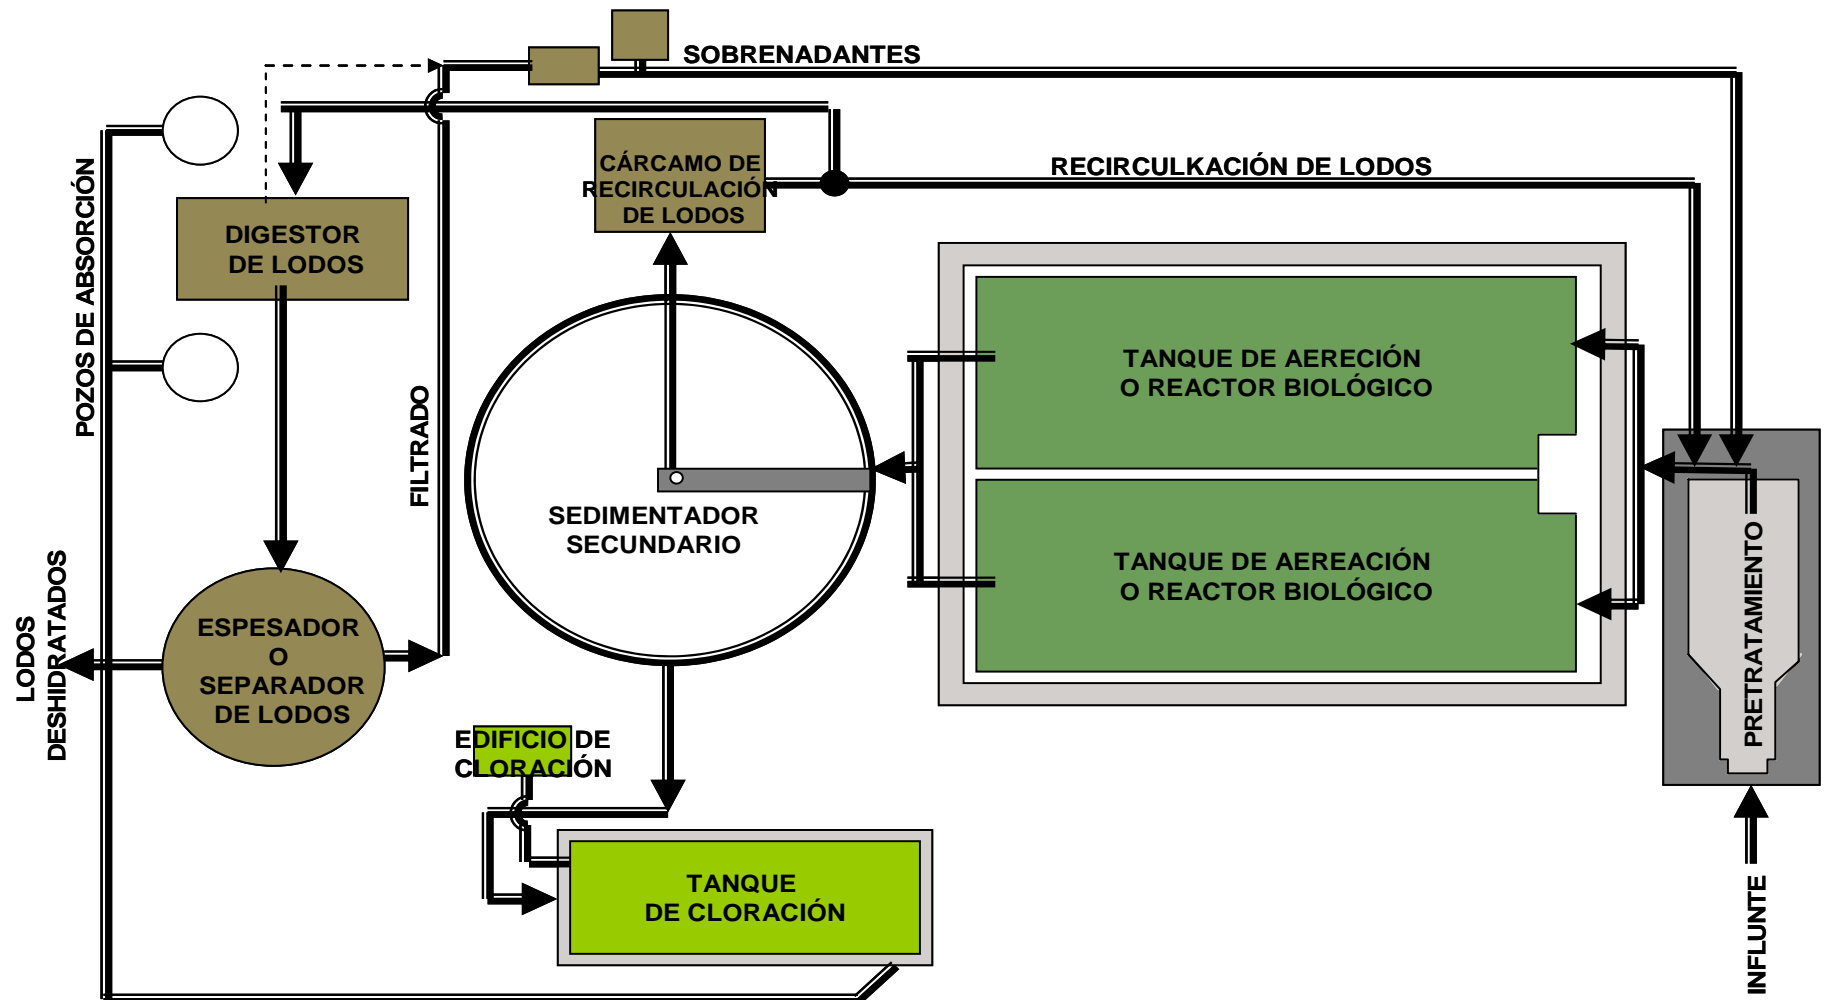 SOBRENADANTES
CÁRCAMO DE
RECIRCULACIÓN
DE LODOS
RECIRCULKACIÓN DE LODOS
POZOS DE ABSORCIÓN
DIGESTOR
DE LODOS
FILTRADO
TANQUE DE AERECIÓN
O REACTOR BIOLÓGICO
SEDIMENTADOR
SECUNDARIO
TANQUE DE AEREACIÓN
O REACTOR BIOLÓGICO
PRETRATAMIENTO
LODOS
DESHIDRATADOS
ESPESADOR
O
SEPARADOR
DE LODOS
EDIFICIO DE
CLORACIÓN
TANQUE
DE CLORACIÓN
INFLUNTE